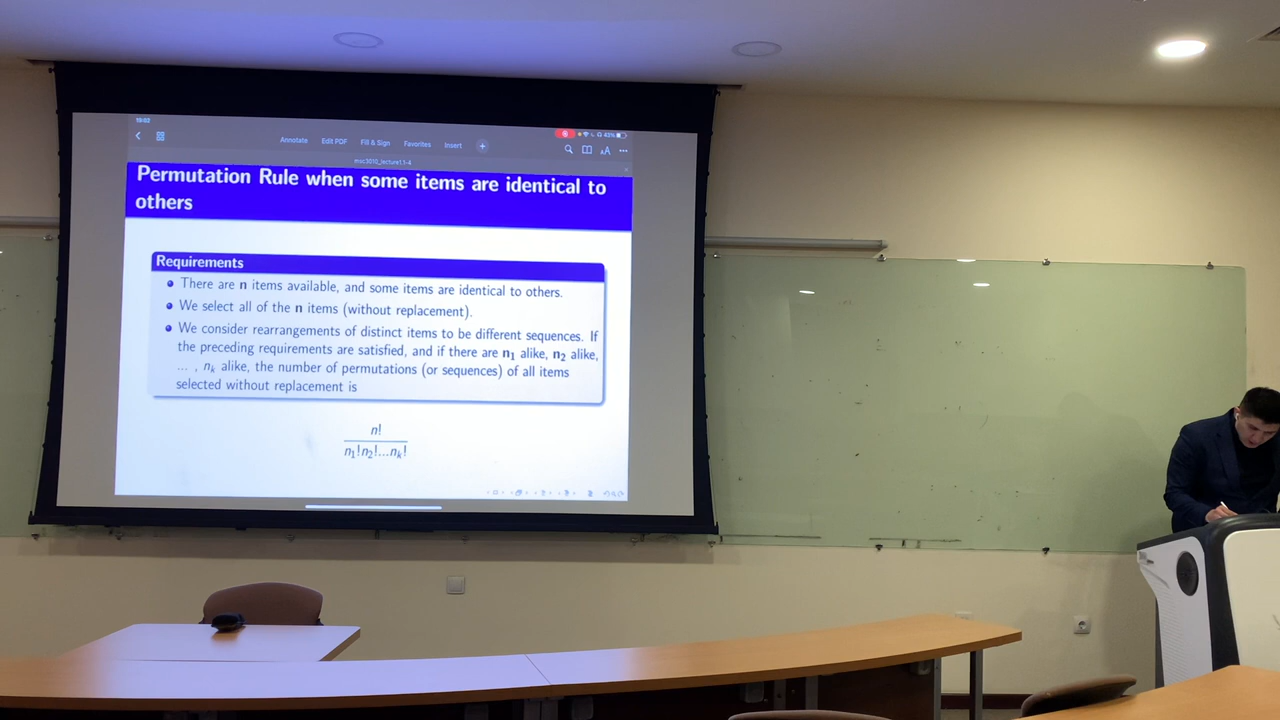 16:02
42%
Annotate Edit PDF Fill & Sign Favorites Insert +
AA
Permutation Rule when some items are identical to
others
Requirements
There are n items available, and some items are identical to others.
We select all of the n items (without replacement).
We consider rearrangements of distinct items to be different sequences. If
the preceding requirements are satisfied, and if there are n₁ alike, n₂ alike,
... , nₖ alike, the number of permutations (or sequences) of all items
selected without replacement is
n!
n₁!n₂!...nₖ!